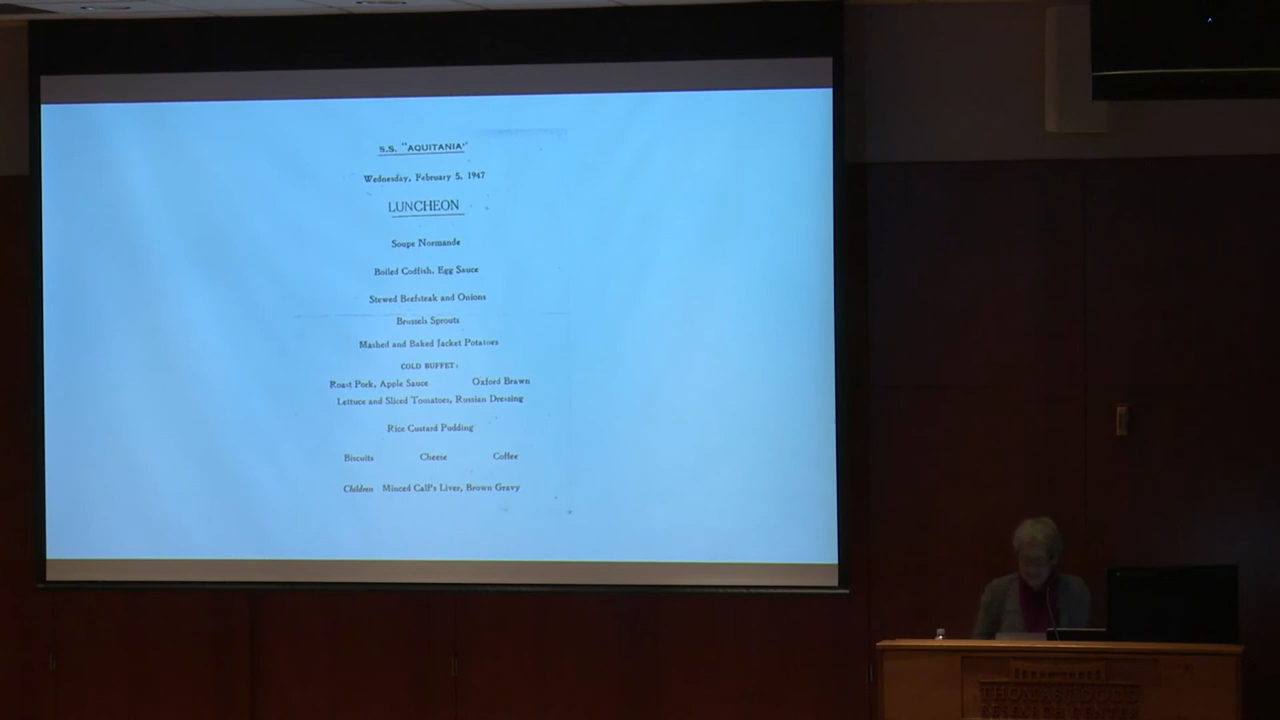 S.S. "AQUITANIA"
Wednesday, February 5, 1947
LUNCHEON
Soupe Normande
Boiled Codfish, Egg Sauce
Stewed Beefsteak and Onions
Brussels Sprouts
Mashed and Baked Jacket Potatoes
COLD BUFFET:
Roast Pork, Apple Sauce Oxford Brawn
Lettuce and Sliced Tomatoes, Russian Dressing
Rice Custard Pudding
Biscuits Cheese Coffee
Children Minced Calf's Liver, Brown Gravy